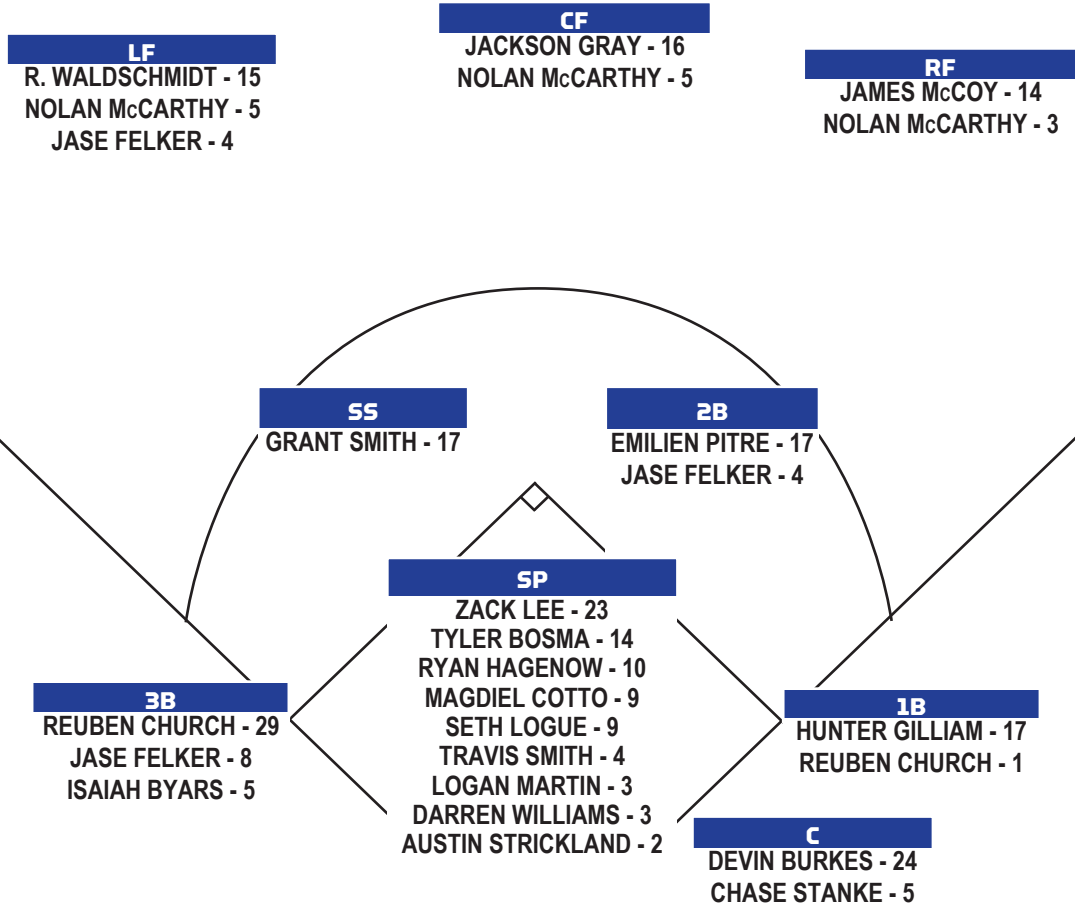 LF
R. WALDSCHMIDT - 15
NOLAN McCARTHY - 5
JASE FELKER - 4
CF
JACKSON GRAY - 16
NOLAN McCARTHY - 5
RF
JAMES McCOY - 14
NOLAN McCARTHY - 3
SS
GRANT SMITH - 17
2B
EMILIEN PITRE - 17
JASE FELKER - 4
SP
ZACK LEE - 23
TYLER BOSMA - 14
RYAN HAGENOW - 10
MAGDIEL COTTO - 9
SETH LOGUE - 9
TRAVIS SMITH - 4
LOGAN MARTIN - 3
DARREN WILLIAMS - 3
AUSTIN STRICKLAND - 2
3B
REUBEN CHURCH - 29
JASE FELKER - 8
ISAIAH BYARS - 5
1B
HUNTER GILLIAM - 17
REUBEN CHURCH - 1
C
DEVIN BURKES - 24
CHASE STANKE - 5